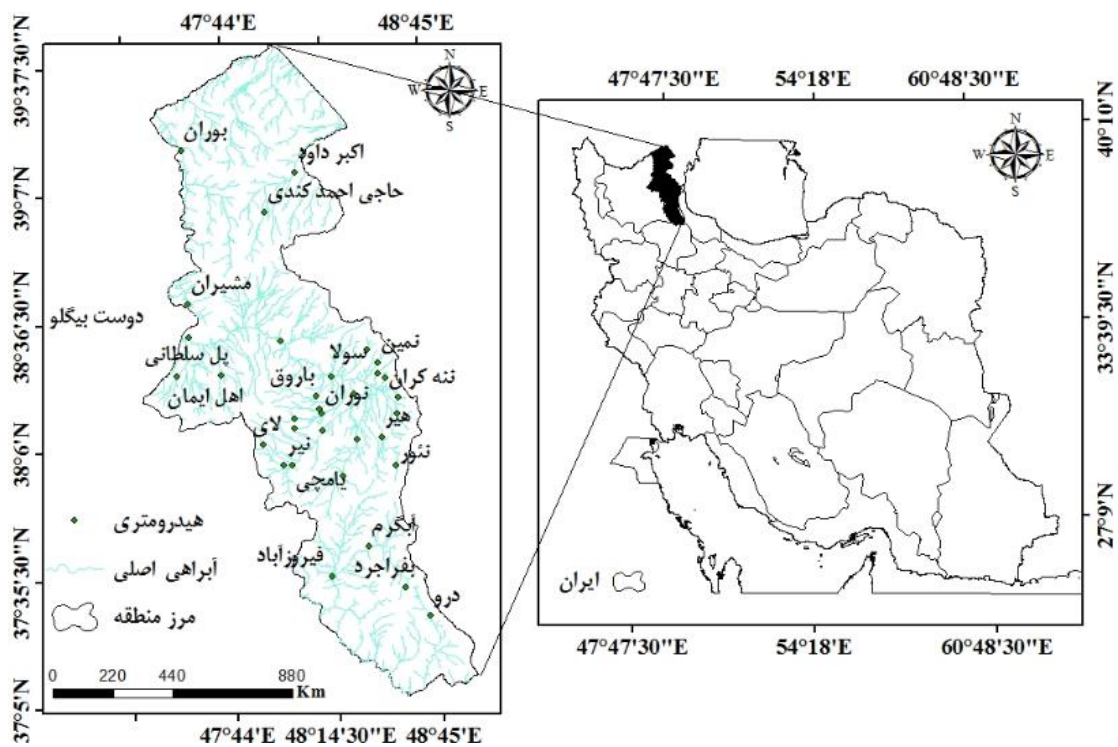 47°44'E 48°45'E
39°37'30"N
39°7'N
38°36'30"N
38°6'N
37°35'30"N
37°5'N
N
W E
S
بوران
اکبر داود
حاجی احمد کندی
مشیران
دوست بیگلو
نمین
سولا
پل سلطانی
ننه کران
باروق
نوران
اهل ایمان
هیر
لای
نیر
نئور
یامچی
آبگرم
فیروزآباد
پفراجرد
درو
هیدرومتری
آبراهی اصلی
مرز منطقه
0 220 440 880
Km
47°44'E 48°14'30"E 48°45'E
47°47'30"E 54°18'E 60°48'30"E
40°10'N
33°39'30"N
27°9'N
N
W E
S
ایران
47°47'30"E 54°18'E 60°48'30"E